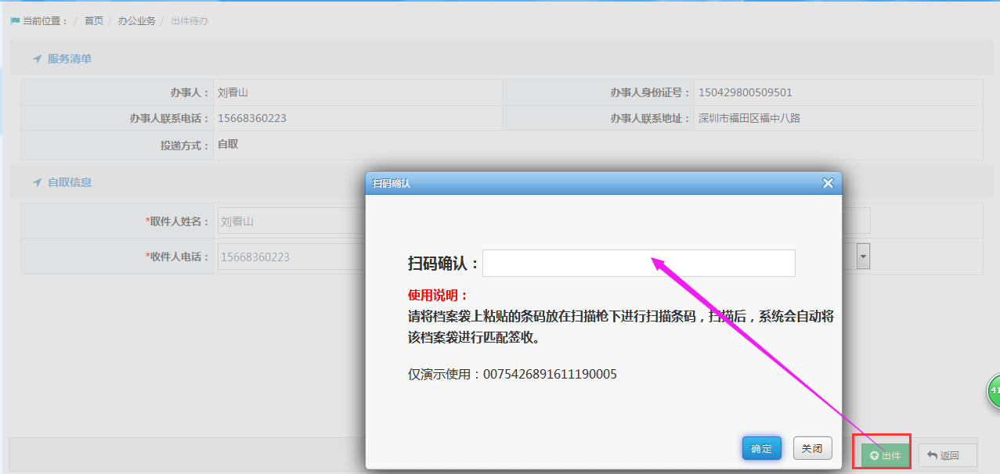 当前位置： / 首页 / 办公业务 / 出件待办
服务清单
办事人： 刘看山 办事人身份证号： 150429800509501
办事人联系电话： 15668360223 办事人联系地址： 深圳市福田区福中八路
投递方式： 自取
自取信息
*取件人姓名： 刘看山
*收件人电话： 15668360223
扫码确认
扫码确认：
使用说明：
请将档案袋上粘贴的条码放在扫描枪下进行扫描条码，扫描后，系统会自动将
该档案袋进行匹配签收。
仅演示使用：0075426891611190005
确定 关闭
出件 返回